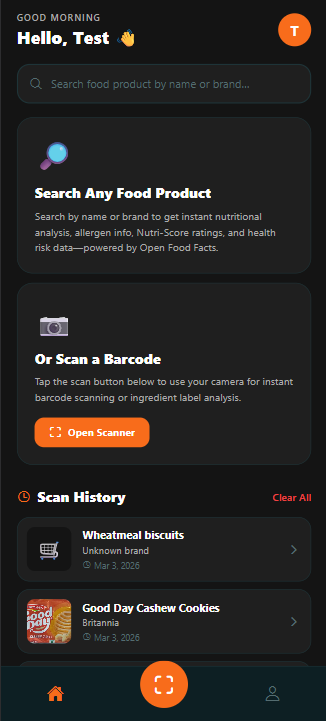 GOOD MORNING
Hello, Test 👋
T
Search food product by name or brand...
Search Any Food Product
Search by name or brand to get instant nutritional
analysis, allergen info, Nutri-Score ratings, and health
risk data—powered by Open Food Facts.
Or Scan a Barcode
Tap the scan button below to use your camera for instant
barcode scanning or ingredient label analysis.
Open Scanner
Scan History
Clear All
Wheatmeal biscuits
Unknown brand
Mar 3, 2026
Good Day
Good Day Cashew Cookies
Britannia
Mar 3, 2026